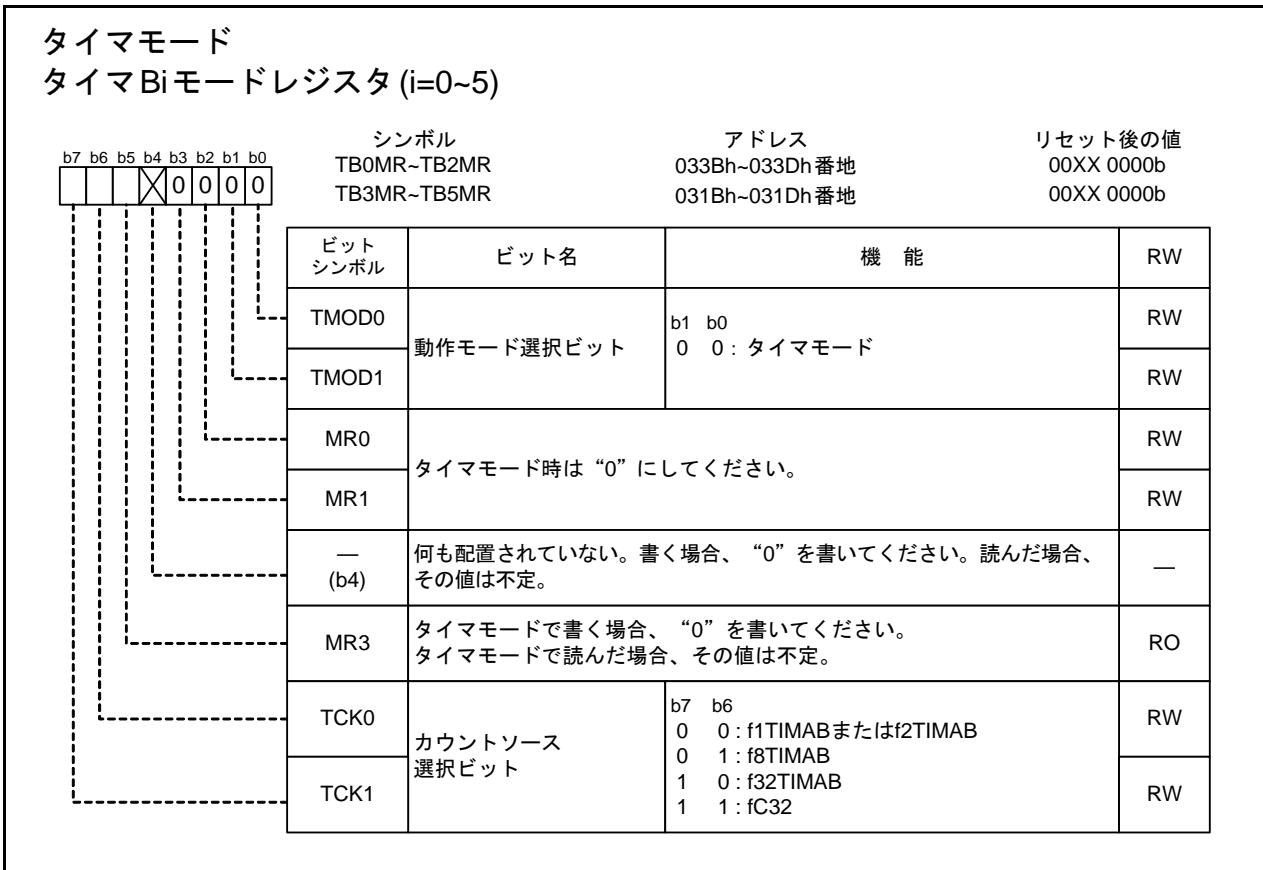 タイマモード
タイマBiモードレジスタ(i=0~5)
シンボル アドレス リセット後の値
b7 b6 b5 b4 b3 b2 b1 b0
TB0MR~TB2MR 033Bh~033Dh番地 00XX 0000b
0 0 0 0
TB3MR~TB5MR 031Bh~031Dh番地 00XX 0000b
ビット
シンボル
ビット名
機 能
RW
TMOD0
TMOD1
動作モード選択ビット
b1 b0
0 0 : タイマモード
RW
RW
MR0
MR1
タイマモード時は“0”にしてください。
RW
RW
—
(b4)
何も配置されていない。書く場合、“0”を書いてください。読んだ場合、
その値は不定。
—
MR3
タイマモードで書く場合、“0”を書いてください。
タイマモードで読んだ場合、その値は不定。
RO
TCK0
TCK1
カウントソース
選択ビット
b7 b6
0 0 : f1TIMABまたはf2TIMAB
0 1 : f8TIMAB
1 0 : f32TIMAB
1 1 : fC32
RW
RW